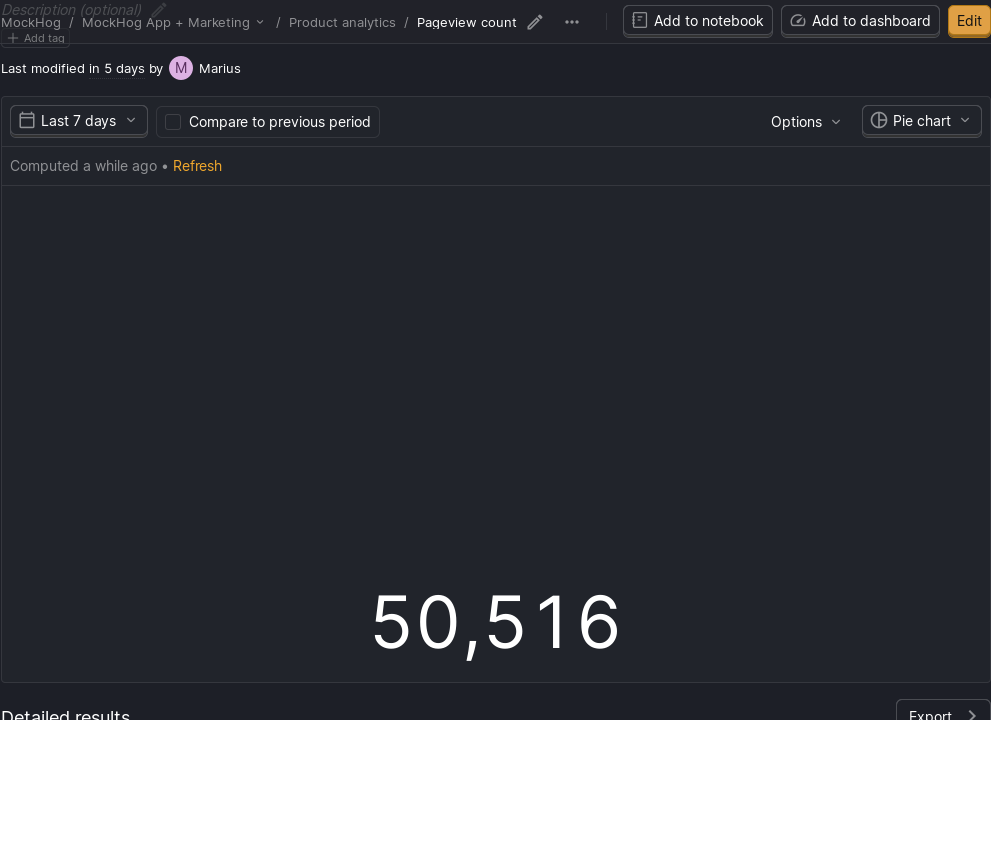 Description (optional)
MockHog / MockHog App + Marketing / Product analytics / Pageview count ••• Add to notebook Add to dashboard Edit
Add tag
Last modified in 5 days by M Marius
Last 7 days Compare to previous period Options Pie chart
Computed a while ago • Refresh
50,516
Detailed results Export